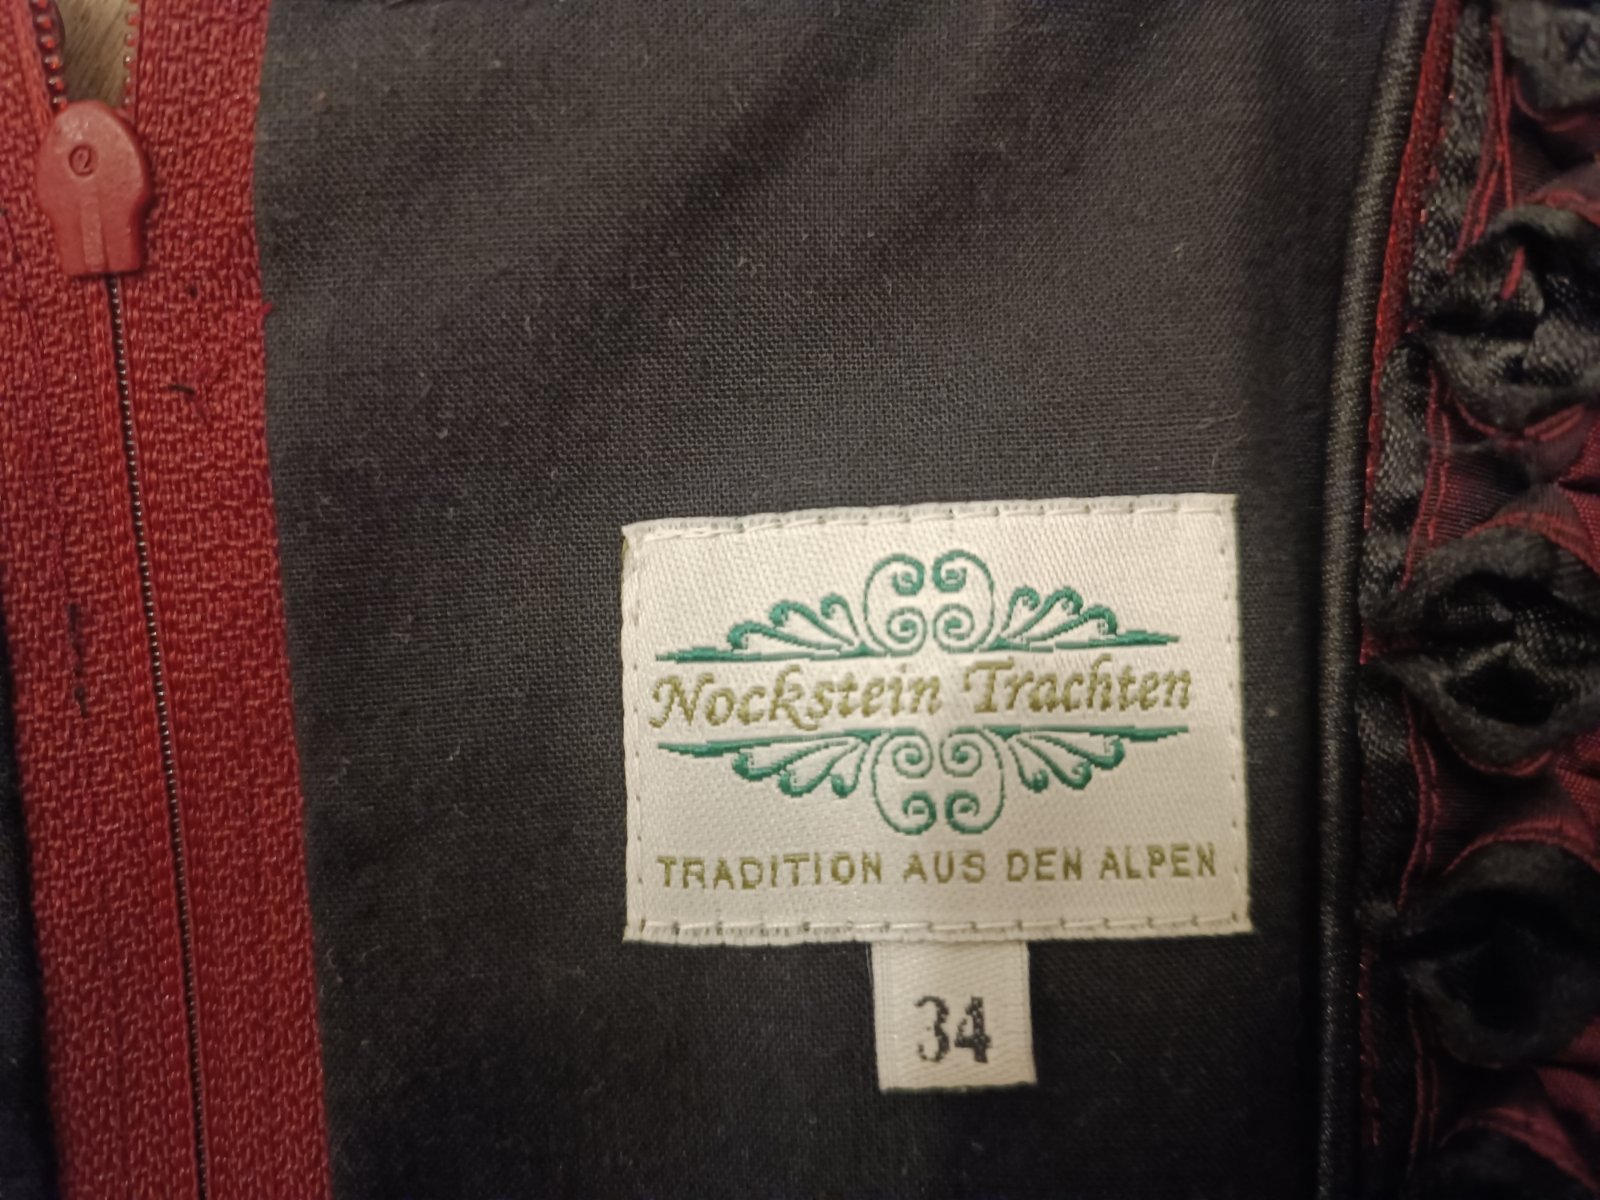 Nockstein Trachten
TRADITION AUS DEN ALPEN
34